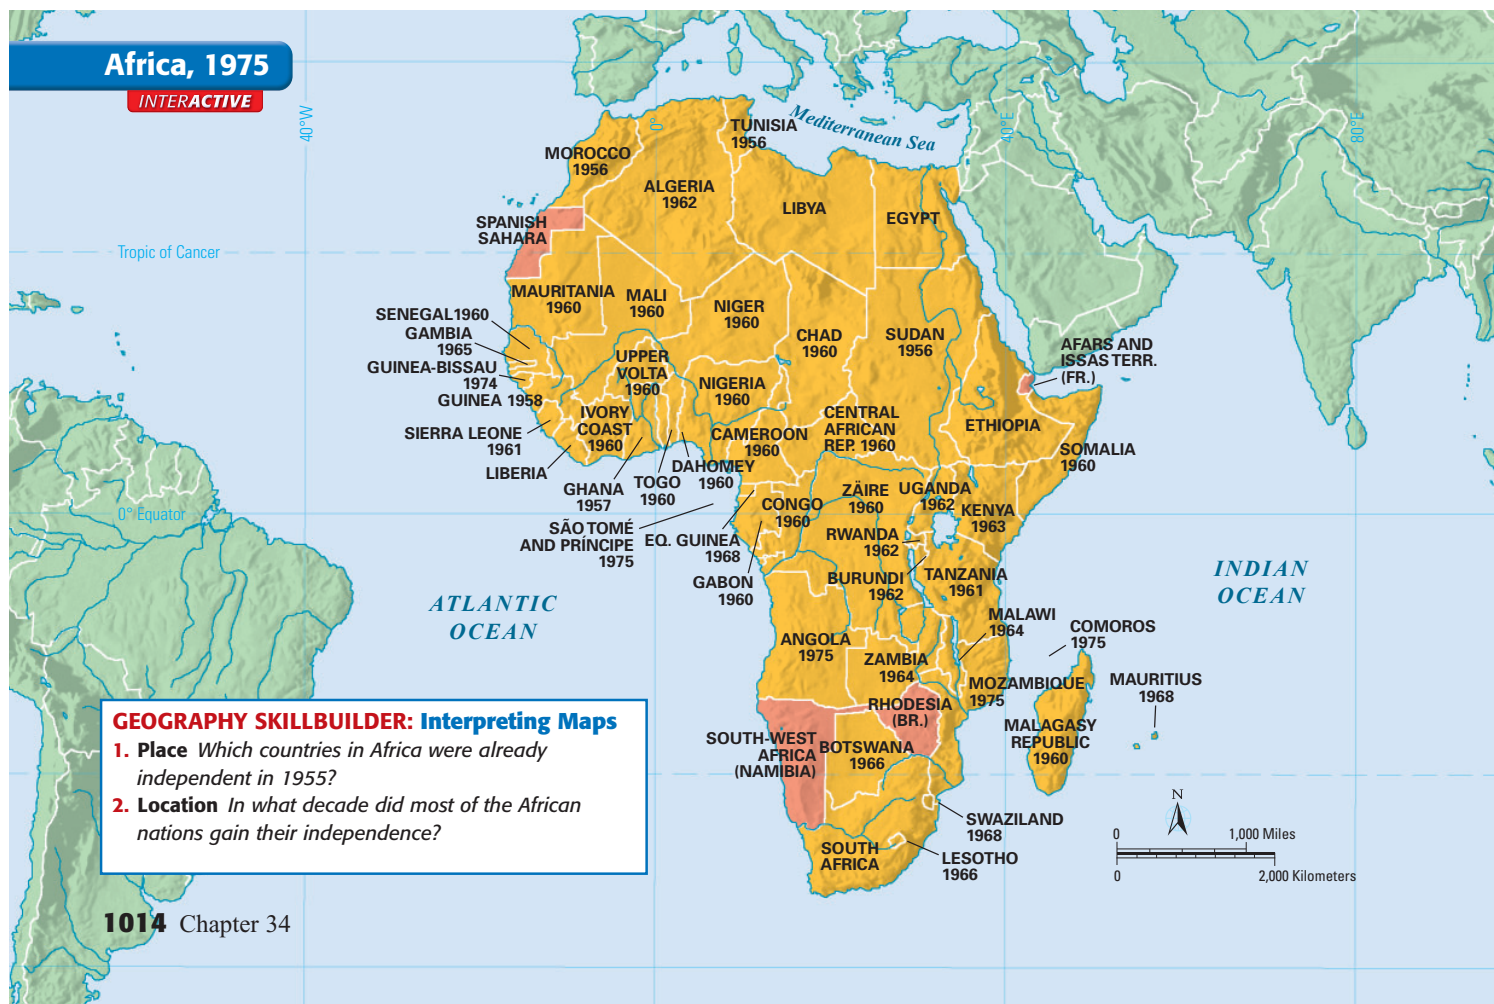 Africa, 1975
INTERACTIVE
40°W
0°
40°E
80°E
Mediterranean Sea
TUNISIA
1956
MOROCCO
1956
ALGERIA
1962
LIBYA
EGYPT
SPANISH
SAHARA
Tropic of Cancer
MAURITANIA
1960
MALI
1960
NIGER
1960
CHAD
1960
SUDAN
1956
SENEGAL 1960
GAMBIA
1965
GUINEA-BISSAU
1974
GUINEA 1958
UPPER
VOLTA
1960
NIGERIA
1960
AFARS AND
ISSAS TERR.
(FR.)
IVORY
COAST
1960
SIERRA LEONE
1961
LIBERIA
CAMEROON
1960
CENTRAL
AFRICAN
REP. 1960
ETHIOPIA
SOMALIA
1960
GHANA
1957
TOGO
1960
DAHOMEY
1960
0° Equator
SÃO TOMÉ
AND PRÍNCIPE
1975
EQ. GUINEA
1968
GABON
1960
CONGO
1960
ZÄIRE
1960
UGANDA
1962
KENYA
1963
RWANDA
1962
BURUNDI
1962
TANZANIA
1961
INDIAN
OCEAN
ATLANTIC
OCEAN
ANGOLA
1975
ZAMBIA
1964
MALAWI
1964
COMOROS
1975
MOZAMBIQUE
1975
MAURITIUS
1968
RHODESIA
(BR.)
MALAGASY
REPUBLIC
1960
SOUTH-WEST
AFRICA
(NAMIBIA)
BOTSWANA
1966
SWAZILAND
1968
SOUTH
AFRICA
LESOTHO
1966
N
0
1,000 Miles
0
2,000 Kilometers
GEOGRAPHY SKILLBUILDER: Interpreting Maps
1. Place Which countries in Africa were already
independent in 1955?
2. Location In what decade did most of the African
nations gain their independence?
1014 Chapter 34